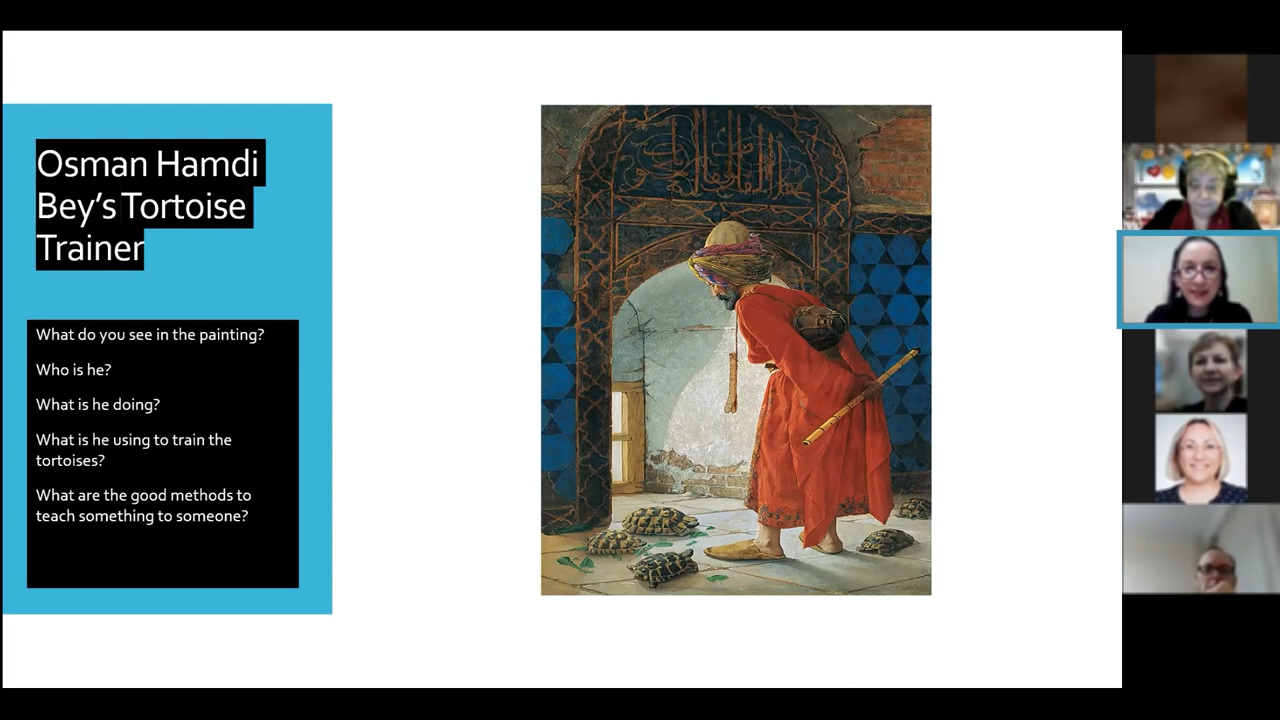 Osman Hamdi
Bey's Tortoise
Trainer
What do you see in the painting?
Who is he?
What is he doing?
What is he using to train the
tortoises?
What are the good methods to
teach something to someone?